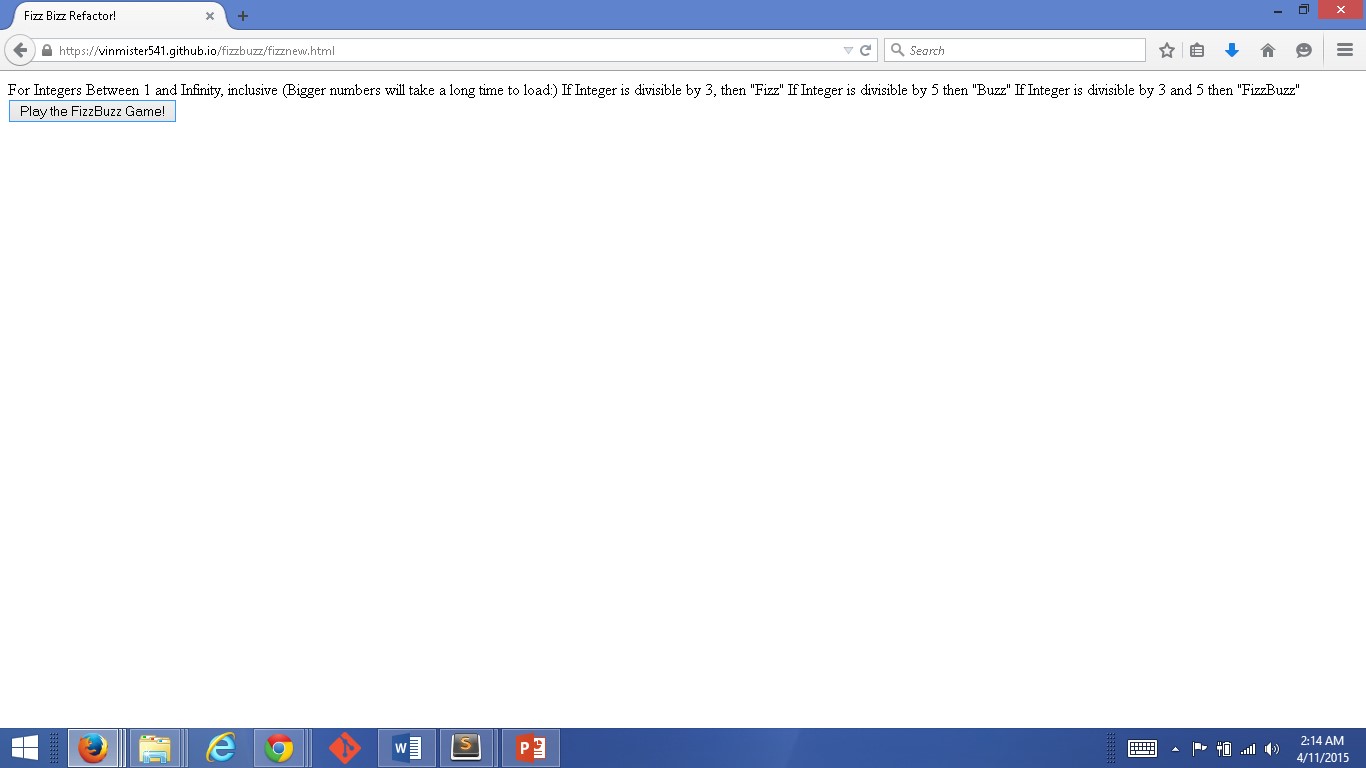 Fizz Bizz Refactor!
https://vinmister541.github.io/fizzbuzz/fizznew.html
Search
For Integers Between 1 and Infinity, inclusive (Bigger numbers will take a long time to load:) If Integer is divisible by 3, then "Fizz" If Integer is divisible by 5 then "Buzz" If Integer is divisible by 3 and 5 then "FizzBuzz"
Play the FizzBuzz Game!
2:14 AM
4/11/2015